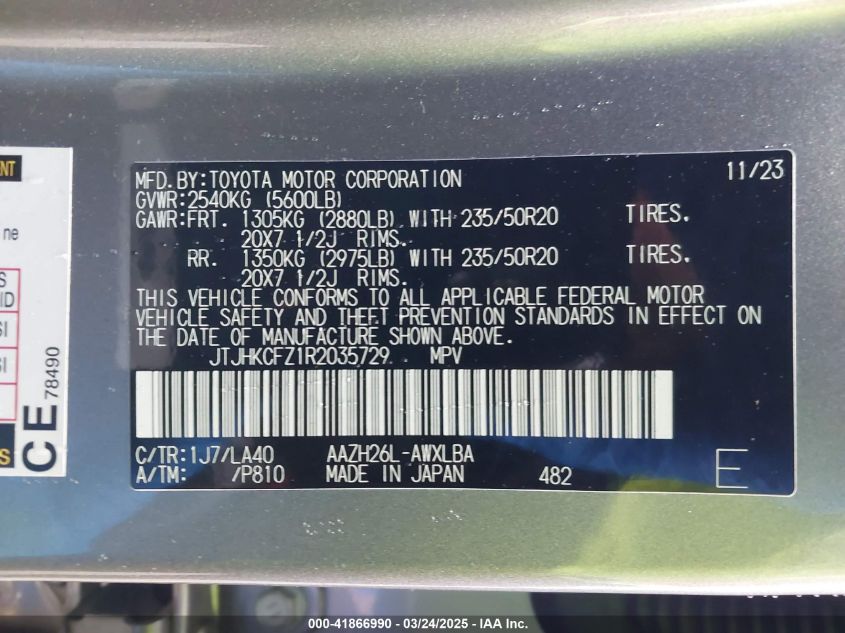 MFD.BY:TOYOTA MOTOR CORPORATION 11/23
GVWR:2540KG (5600LB)
GAWR:FRT. 1305KG (2880LB) WITH 235/50R20 TIRES.
20X7 1/2J RIMS.
RR. 1350KG (2975LB) WITH 235/50R20 TIRES.
20X7 1/2J RIMS.
THIS VEHICLE CONFORMS TO ALL APPLICABLE FEDERAL MOTOR
VEHICLE SAFETY AND THEFT PREVENTION STANDARDS IN EFFECT ON
THE DATE OF MANUFACTURE SHOWN ABOVE.
JTJHKCFZ1R2035729 MPV
C/TR:1J7/LA40 AAZH26L-AWXLBA
A/TM: /P810 MADE IN JAPAN 482 E
ne
CE 78490
000-41866990 - 03/24/2025 - IAA Inc.